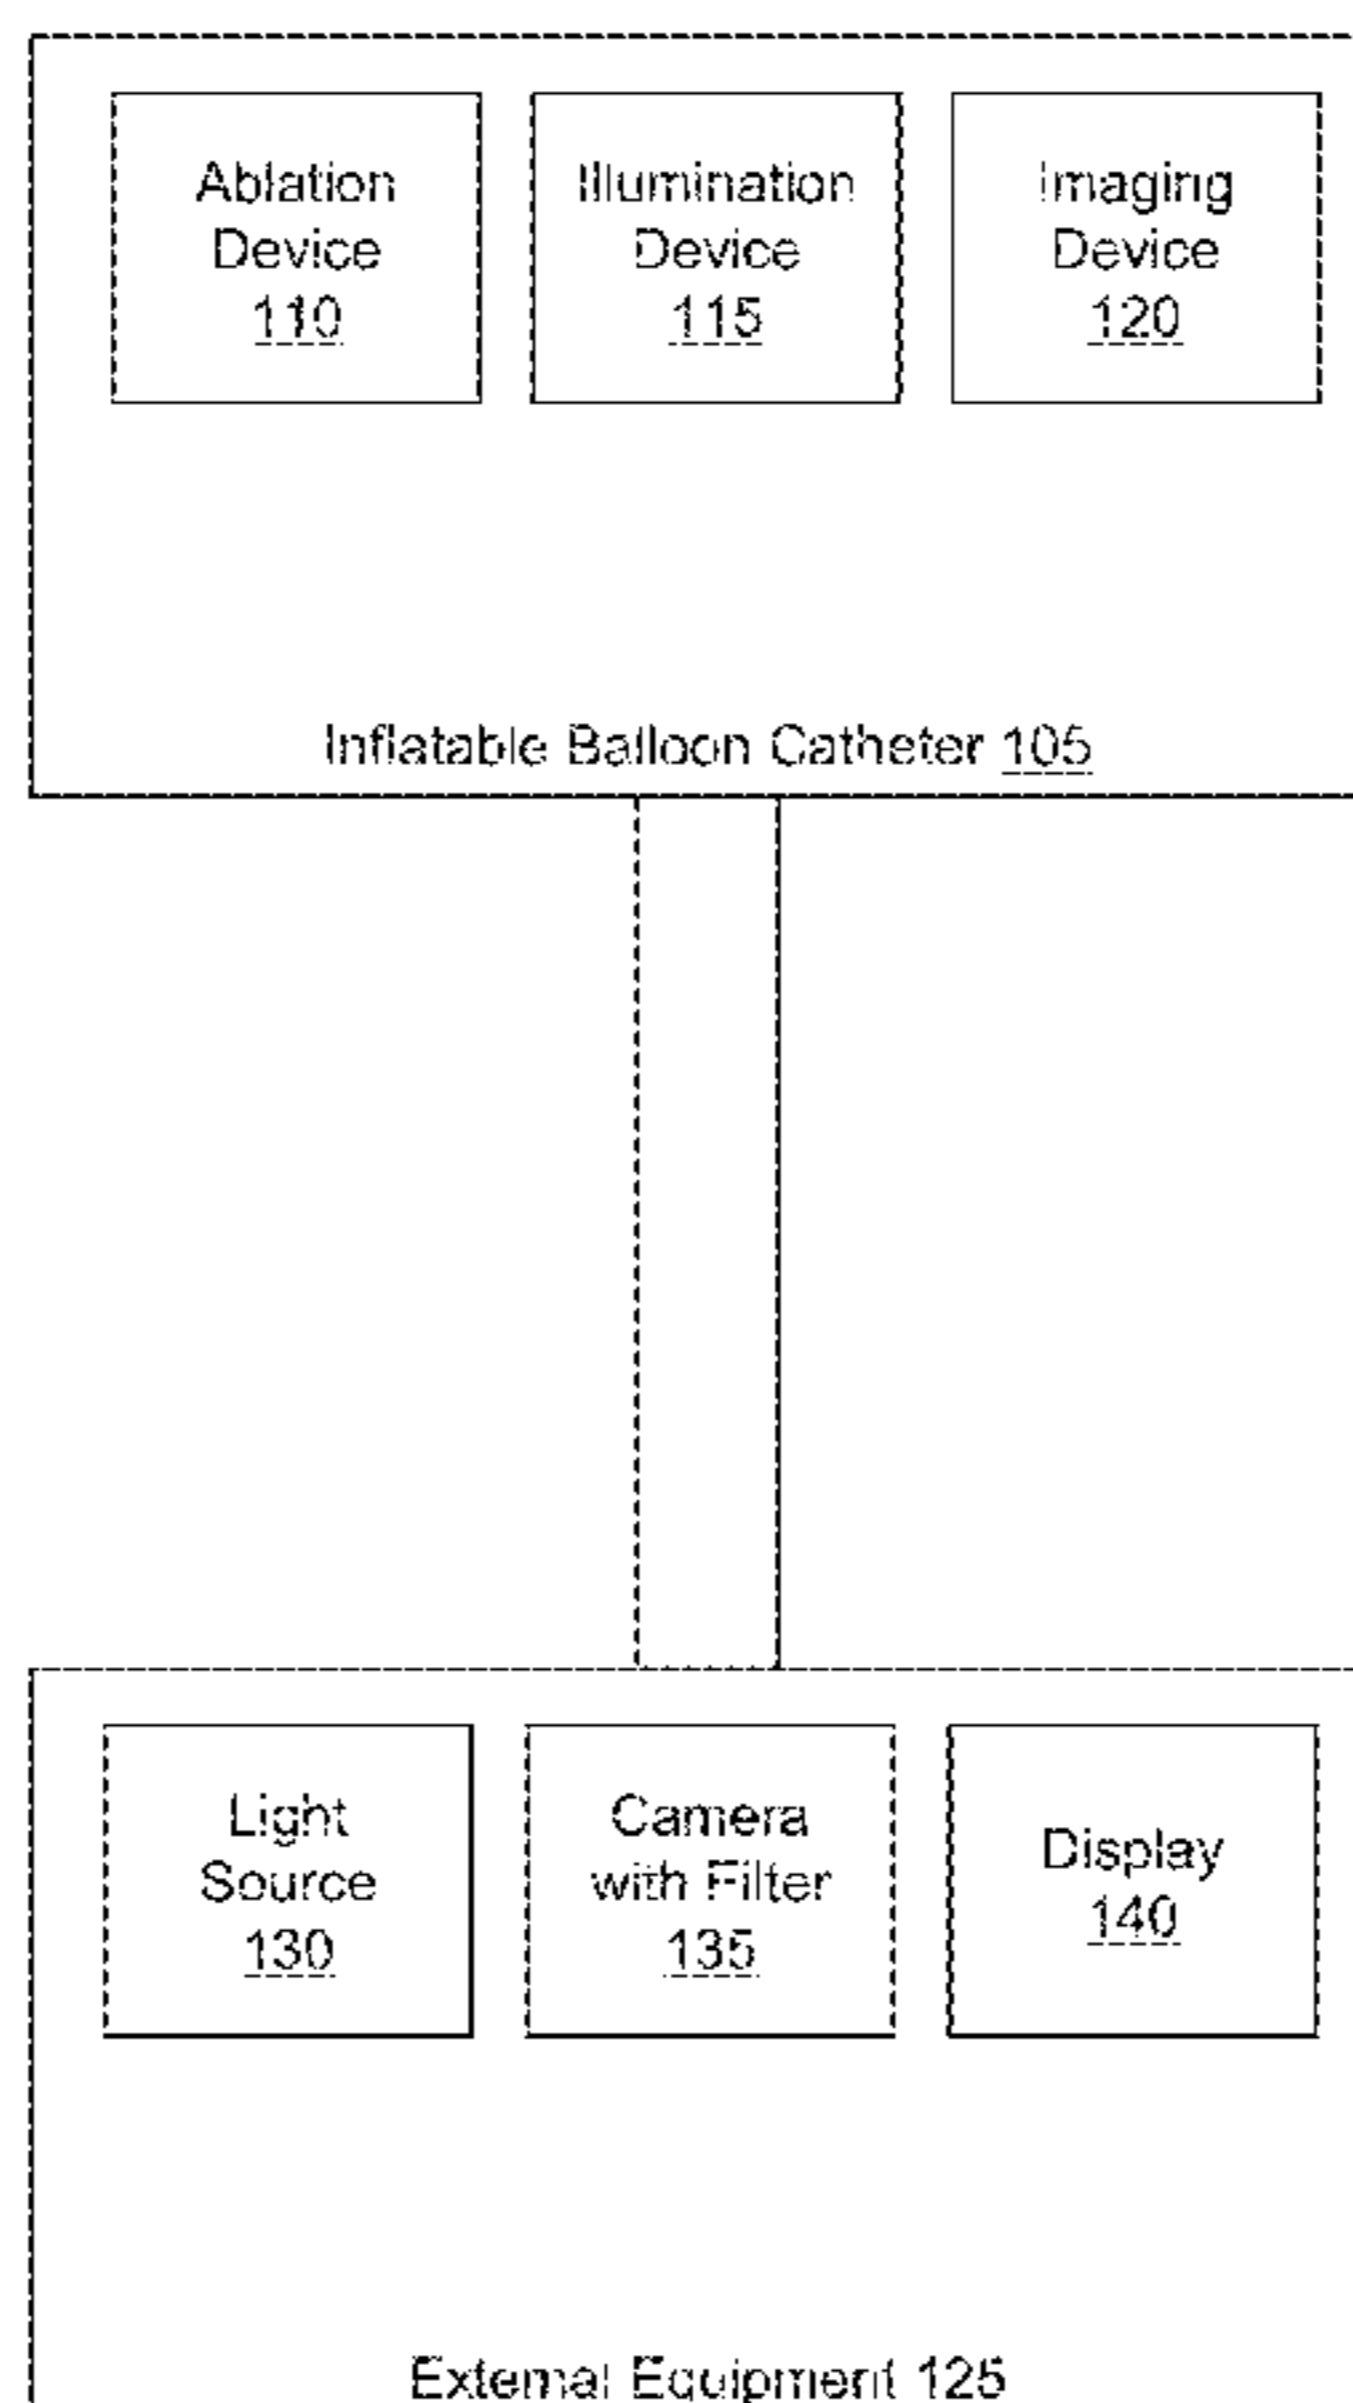 Ablation
Device
110
Illumination
Device
115
Imaging
Device
120
Inflatable Balloon Catheter 105
Light
Source
130
Camera
with Filter
135
Display
140
External Equipment 125